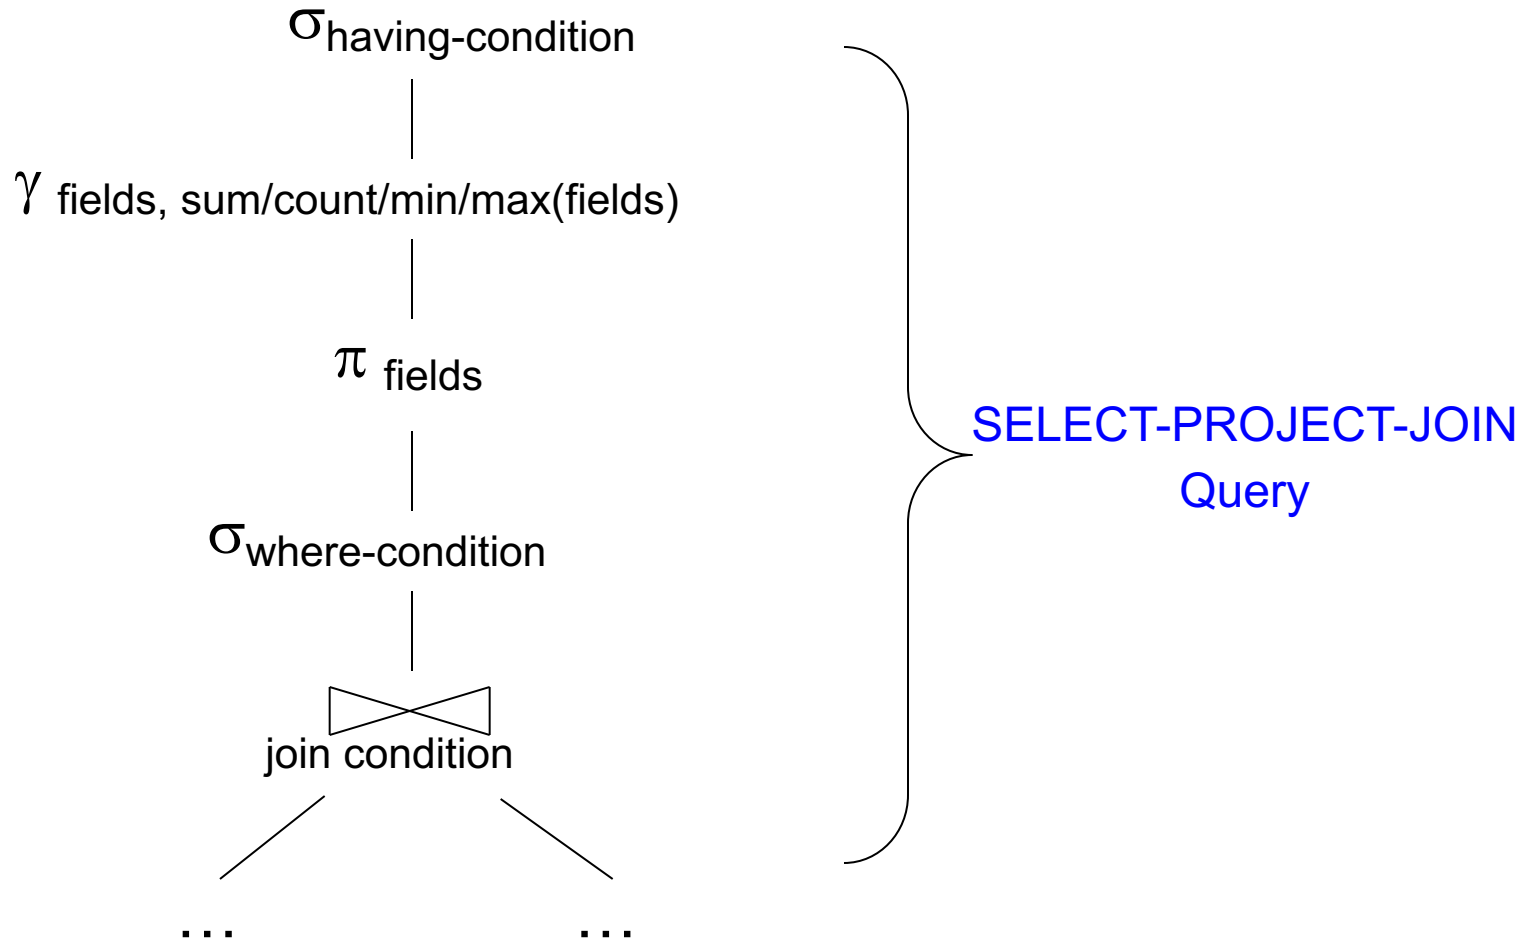 σhaving-condition
γ fields, sum/count/min/max(fields)
π fields
SELECT-PROJECT-JOIN
Query
σwhere-condition
join condition
... ...